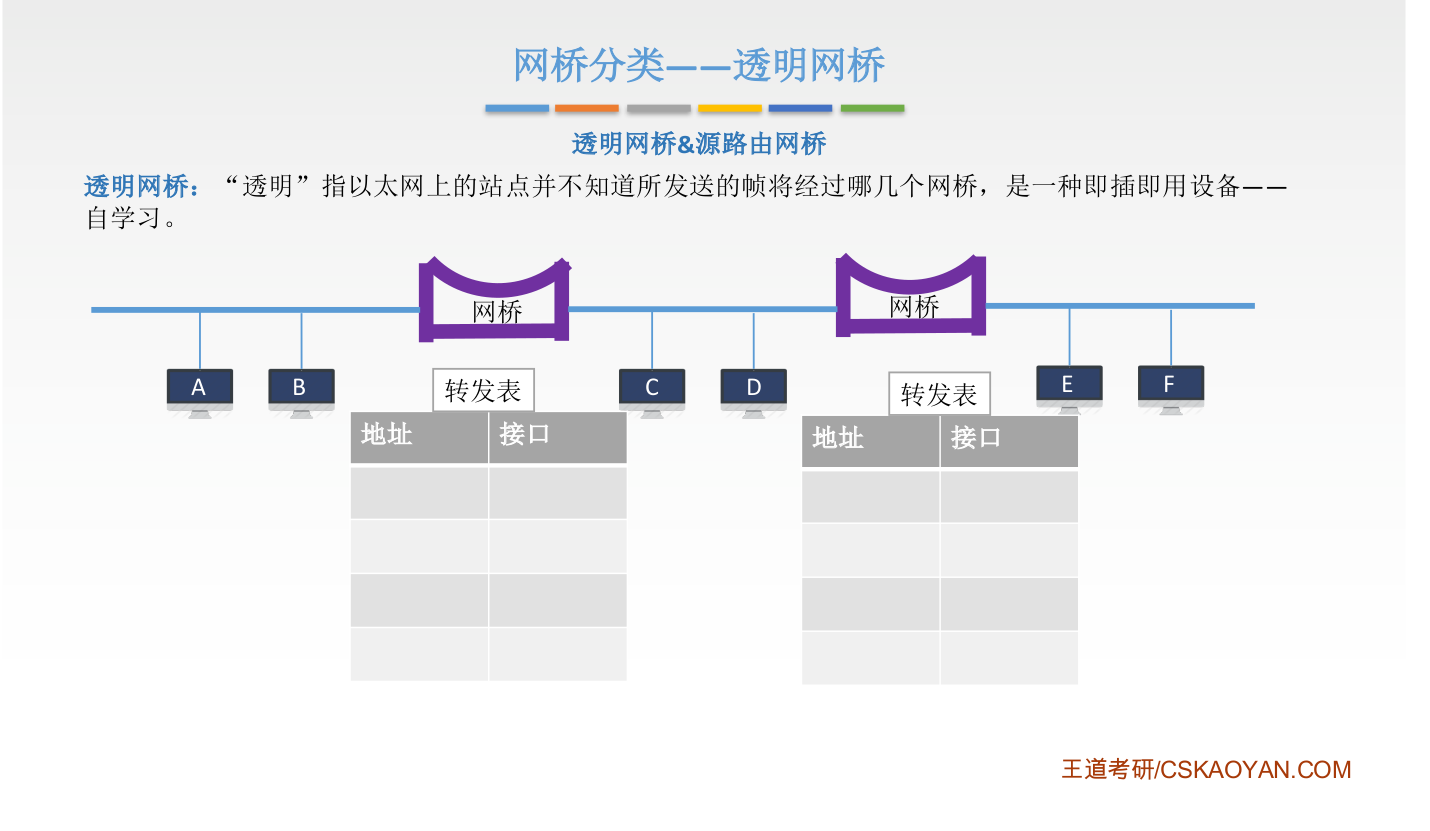 网桥分类——透明网桥
透明网桥&源路由网桥
透明网桥：“透明”指以太网上的站点并不知道所发送的帧将经过哪几个网桥，是一种即插即用设备——
自学习。
网桥
网桥
A
B
转发表
C
D
转发表
E
F
地址
接口
地址
接口
王道考研/CSKAOYAN.COM